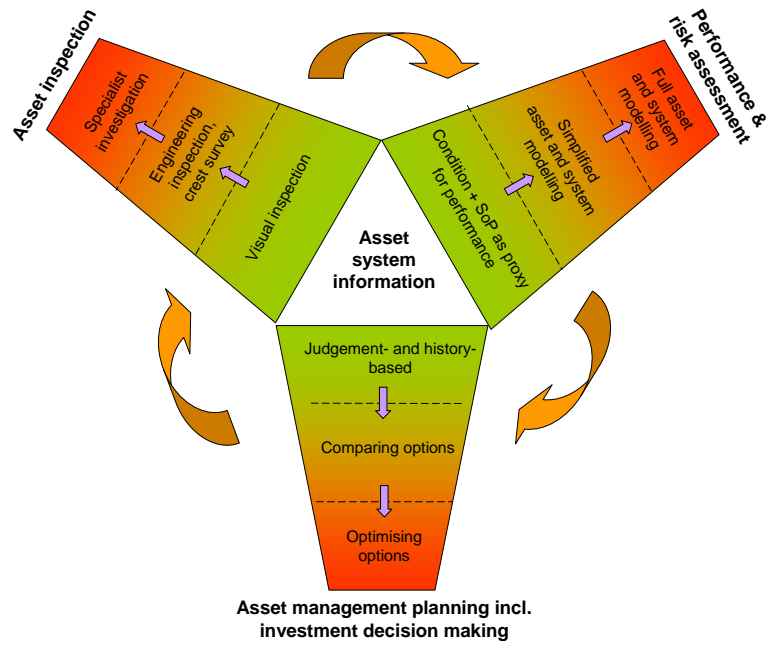 Asset inspection
Specialist
investigation
Engineering
inspection,
crest survey
Visual inspection
Performance &
risk assessment
Full asset
and system
modelling
Simplified
asset and system
modelling
Condition + SoP as proxy
for performance
Asset
system
information
Judgement- and history-
based
Comparing options
Optimising
options
Asset management planning incl.
investment decision making